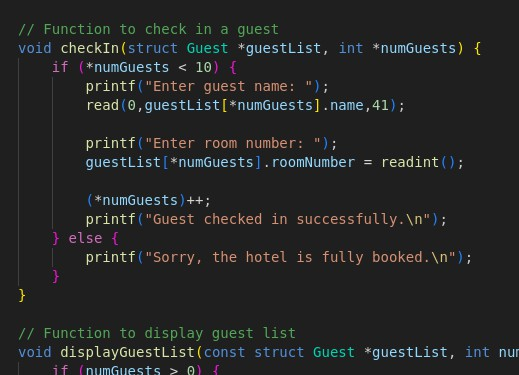 // Function to check in a guest
void checkIn(struct Guest *guestList, int *numGuests) {
    if (*numGuests < 10) {
        printf("Enter guest name: ");
        read(0,guestList[*numGuests].name,41);

        printf("Enter room number: ");
        guestList[*numGuests].roomNumber = readint();

        (*numGuests)++;
        printf("Guest checked in successfully.\n");
    } else {
        printf("Sorry, the hotel is fully booked.\n");
    }
}

// Function to display guest list
void displayGuestList(const struct Guest *guestList, int num
    if (numGuests > 0) {